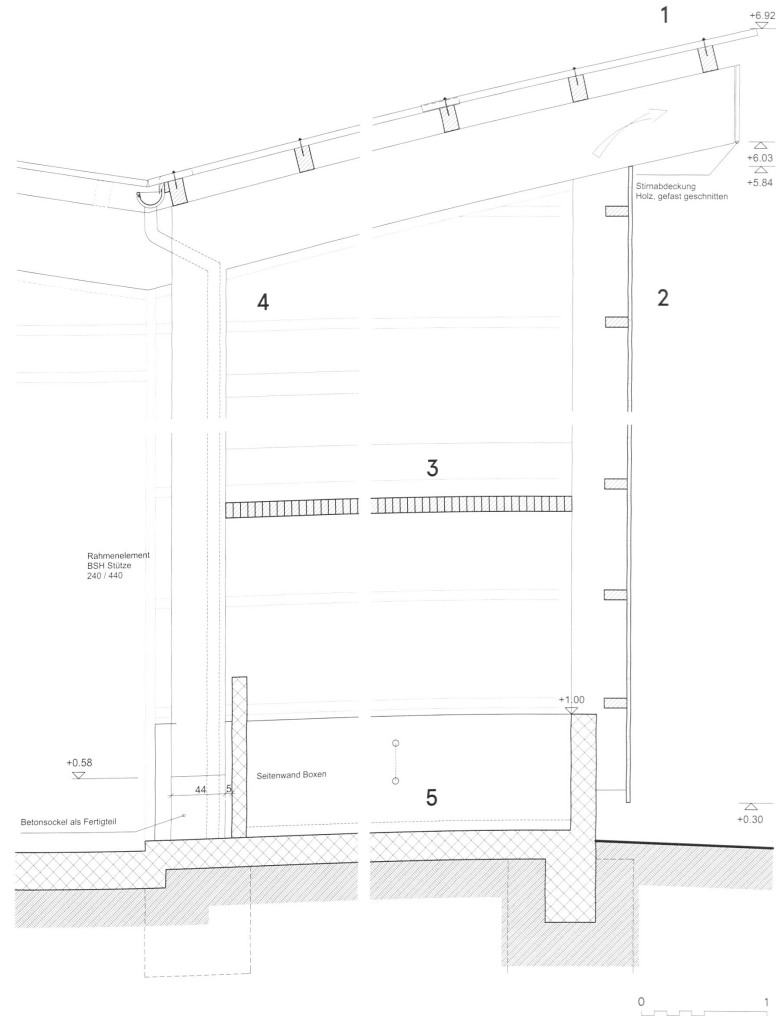 1
+6.92
+6.03
+5.84
Stirnabdeckung
Holz, gefast geschnitten
4
2
3
Rahmenelement
BSH Stütze
240 / 440
+1.00
+0.58
44
5
Seitenwand Boxen
5
Betonsockel als Fertigteil
+0.30
0
1